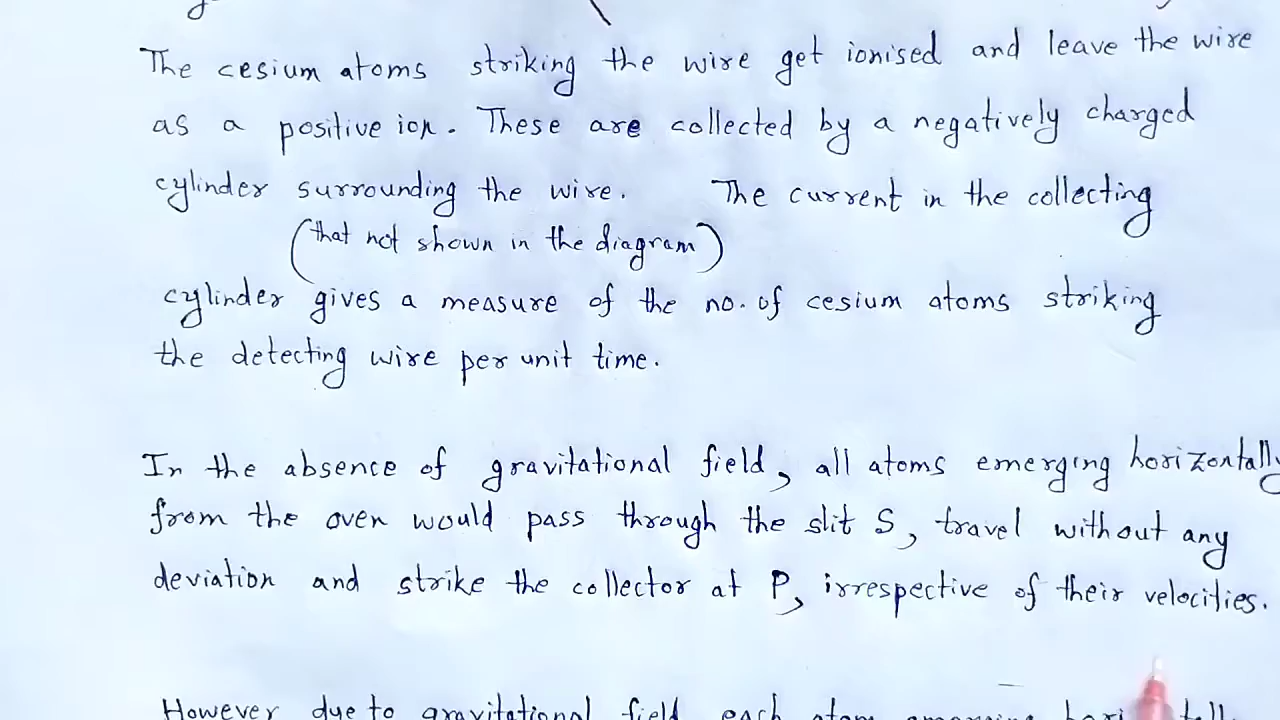 The cesium atoms striking the wire get ionised and leave the wire
as a positive ion. These are collected by a negatively charged
cylinder surrounding the wire. The current in the collecting
(that not shown in the diagram)
cylinder gives a measure of the no. of cesium atoms striking
the detecting wire per unit time.
In the absence of gravitational field, all atoms emerging horizontally
from the oven would pass through the slit S, travel without any
deviation and strike the collector at P, irrespective of their velocities.
However due to gravitational field each atom emerging